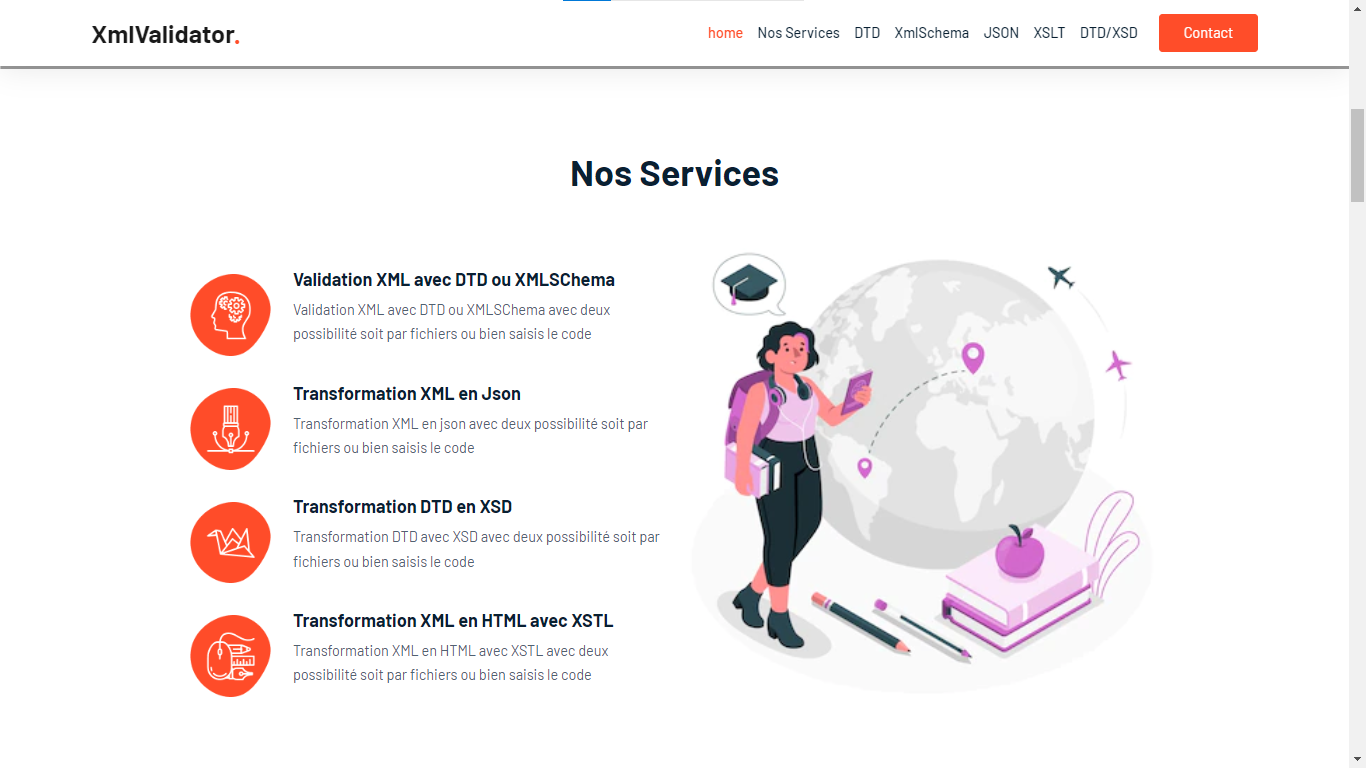 XmlValidator.
home Nos Services DTD XmlSchema JSON XSLT DTD/XSD Contact
Nos Services
Validation XML avec DTD ou XMLSChema
Validation XML avec DTD ou XMLSChema avec deux
possibilité soit par fichiers ou bien saisis le code
Transformation XML en Json
Transformation XML en json avec deux possibilité soit par
fichiers ou bien saisis le code
Transformation DTD en XSD
Transformation DTD avec XSD avec deux possibilité soit par
fichiers ou bien saisis le code
Transformation XML en HTML avec XSTL
Transformation XML en HTML avec XSTL avec deux
possibilité soit par fichiers ou bien saisis le code